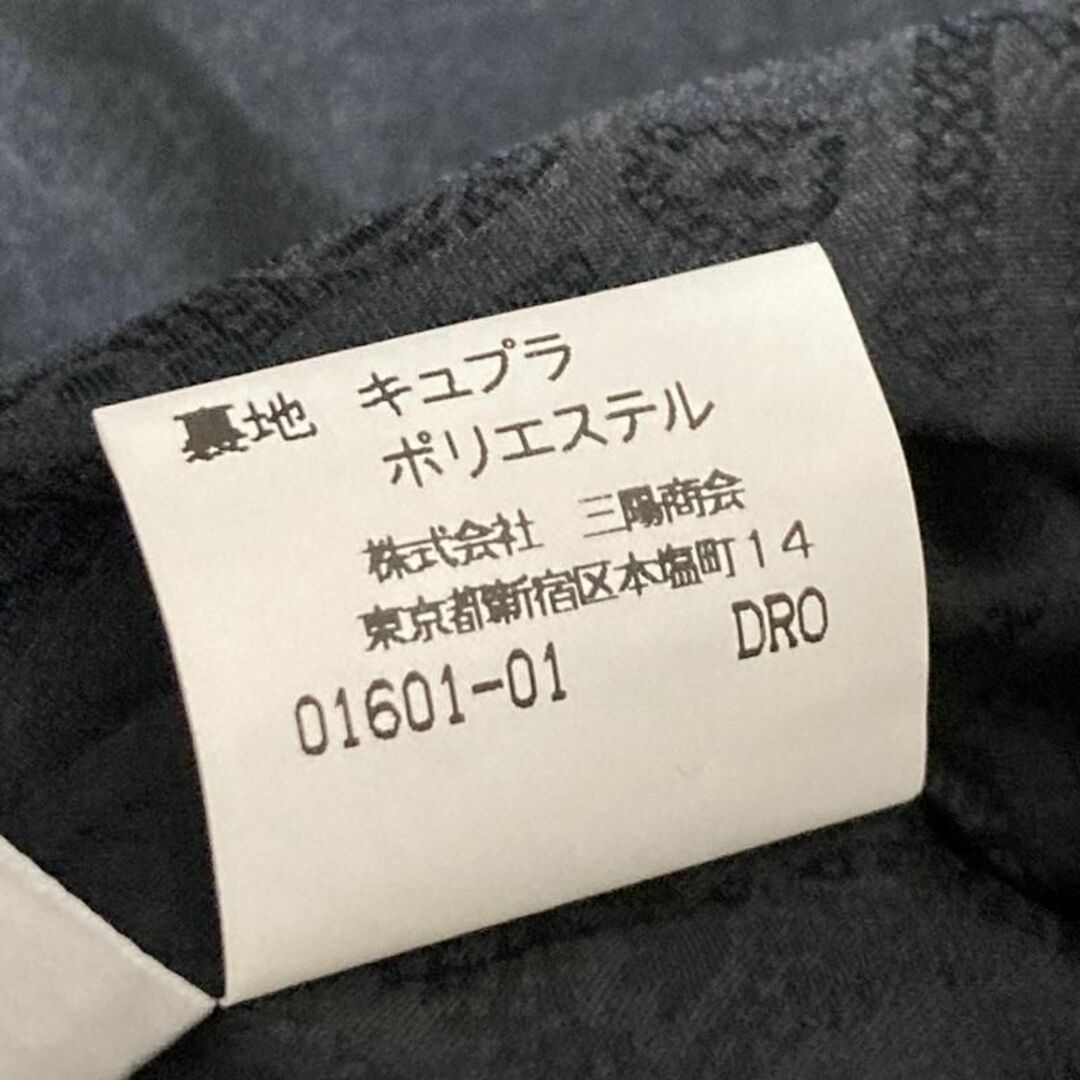 裏地 キュプラ
ポリエステル
株式会社 三陽商会
東京都新宿区本塩町14
01601-01 DRO